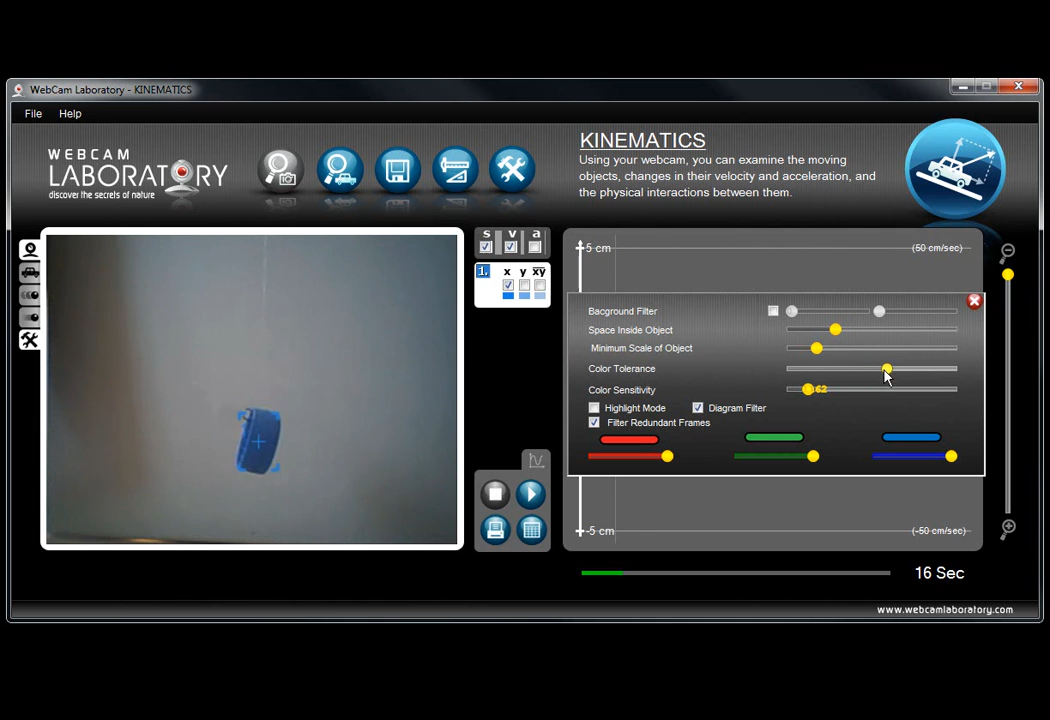 WebCam Laboratory - KINEMATICS
File Help
WEBCAM
LABORATORY
discover the secrets of nature
KINEMATICS
Using your webcam, you can examine the moving
objects, changes in their velocity and acceleration, and
the physical interactions between them.
s v a
1. x y xy
5 cm (50 cm/sec)
Bacground Filter
Space Inside Object
Minimum Scale of Object
Color Tolerance
Color Sensitivity 62
Highlight Mode Diagram Filter
Filter Redundant Frames
-5 cm (-50 cm/sec)
16 Sec
www.webcamlaboratory.com